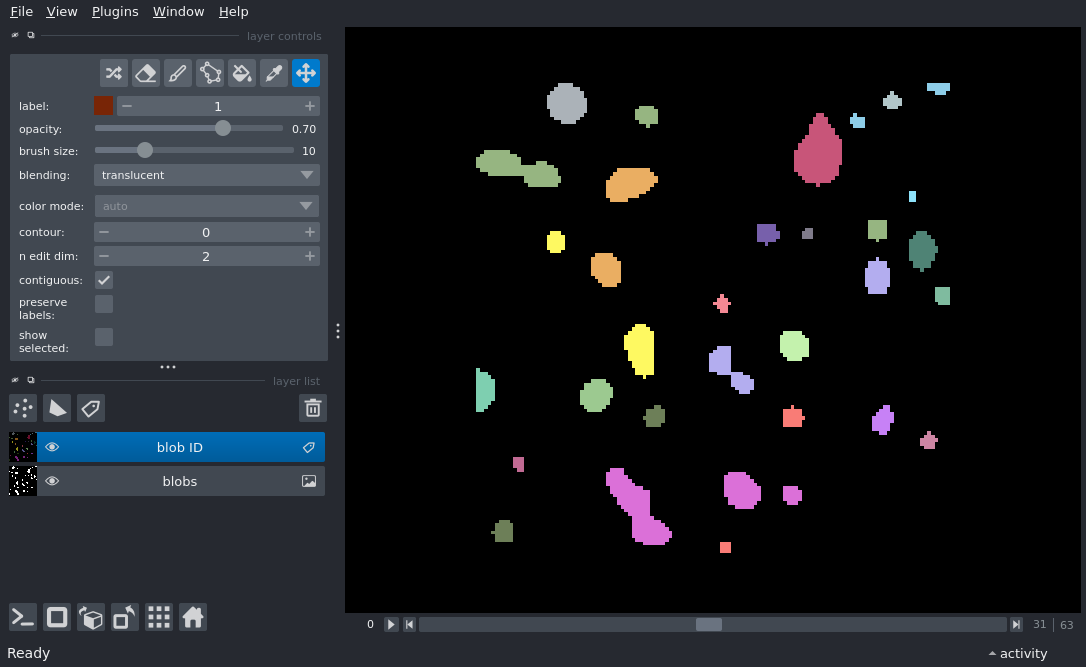 File View Plugins Window Help
layer controls
label: 1
opacity: 0.70
brush size: 10
blending: translucent
color mode: auto
contour: 0
n edit dim: 2
contiguous:
preserve
labels:
show
selected:
layer list
blob ID
blobs
0 31 63
Ready activity